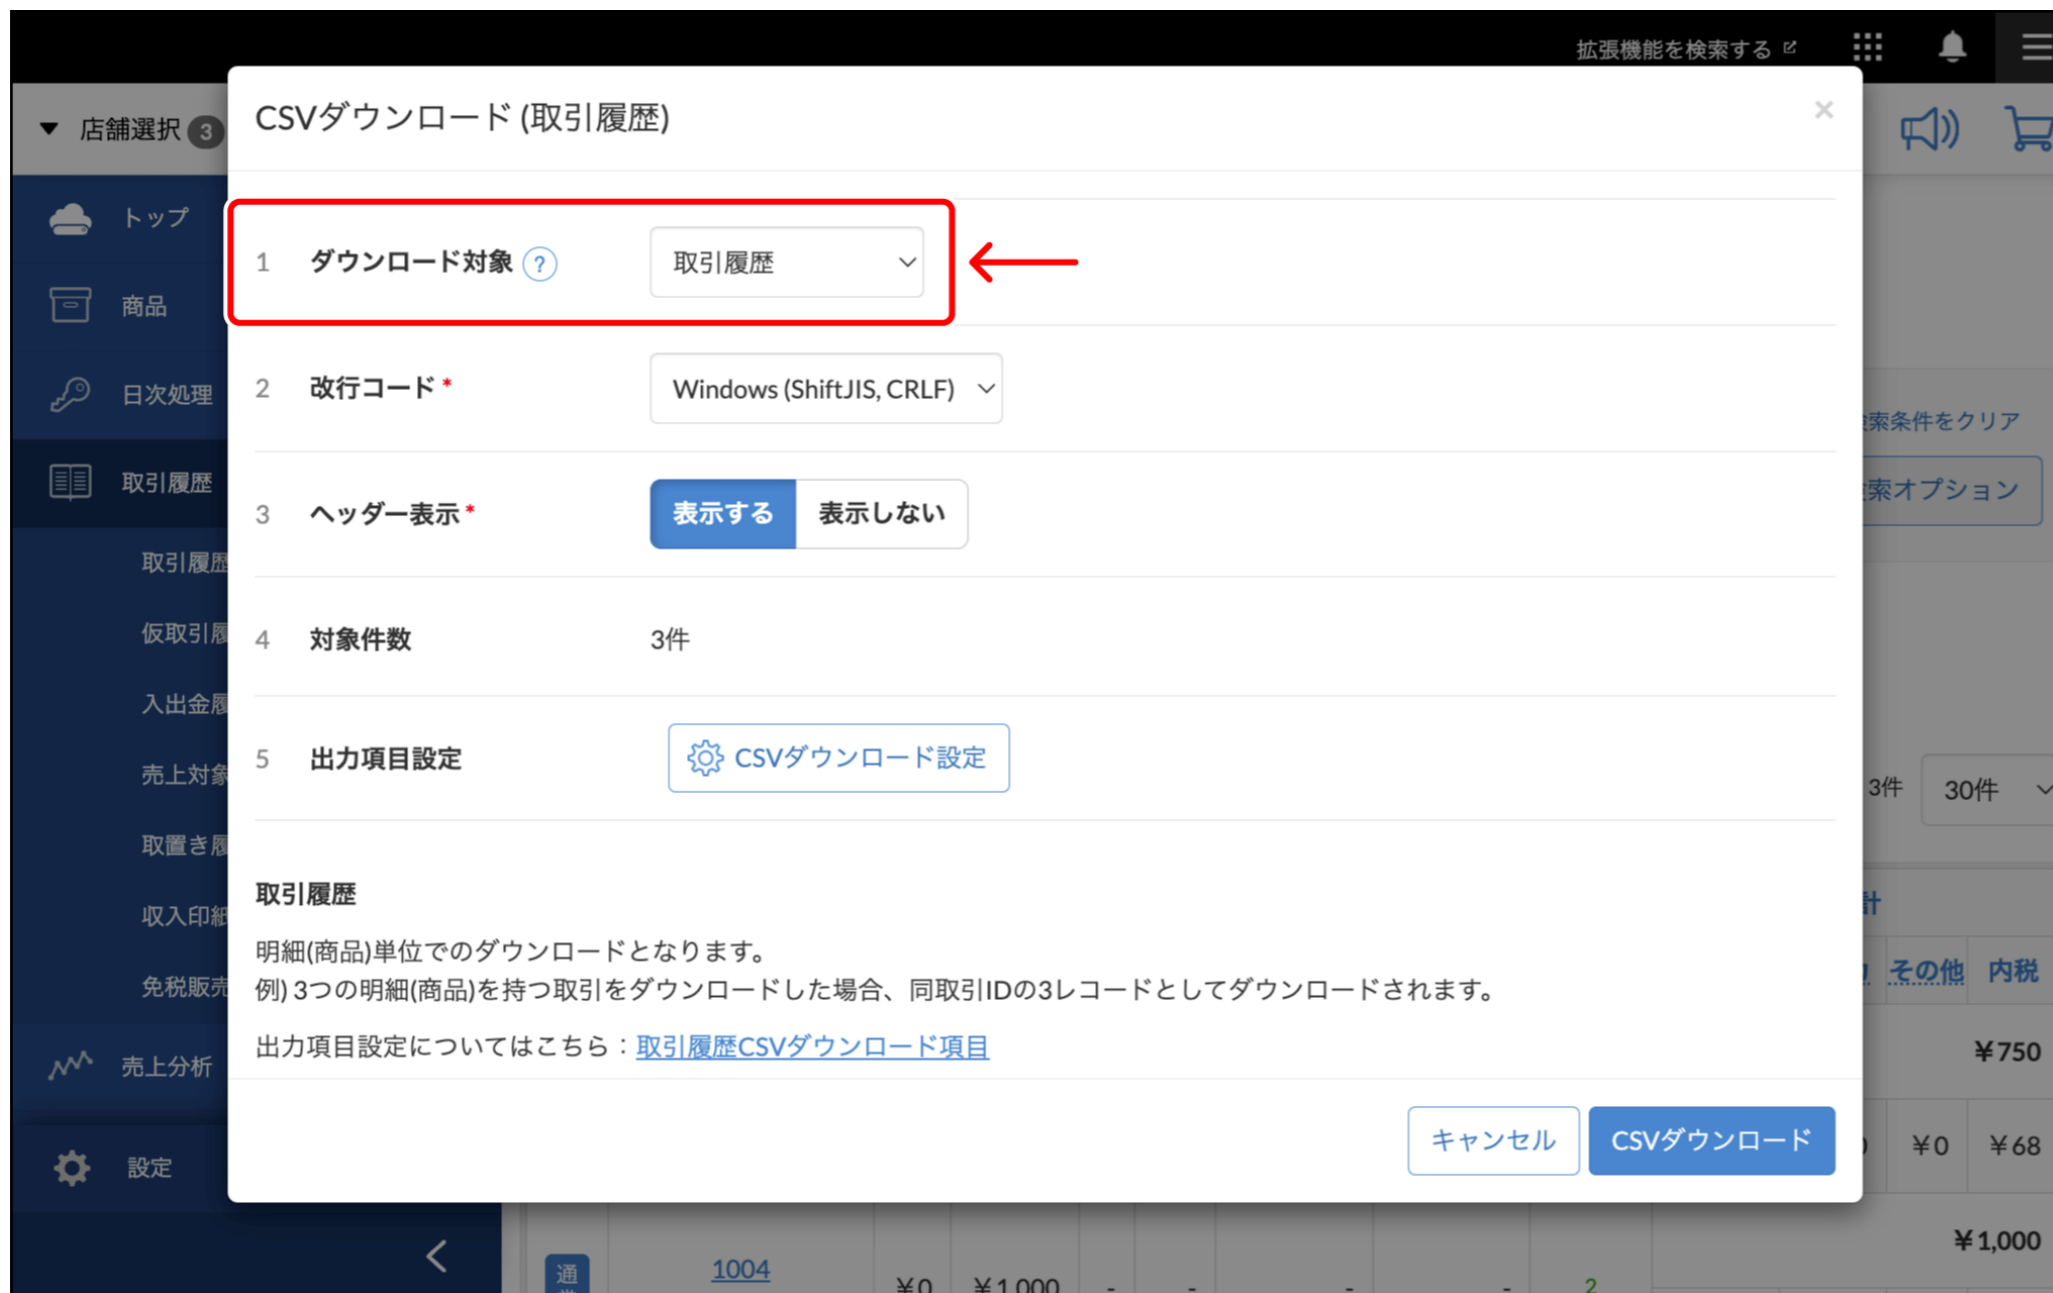 拡張機能を検索する
店舗選択 3
トップ
商品
日次処理
取引履歴
取引履歴
仮取引履
入出金履
売上対象
取置き履
収入印紙
免税販売
売上分析
設定
CSVダウンロード (取引履歴)
×
1 ダウンロード対象 ? 取引履歴
2 改行コード * Windows (ShiftJIS, CRLF)
3 ヘッダー表示 * 表示する 表示しない
4 対象件数 3件
5 出力項目設定 CSVダウンロード設定
取引履歴
明細(商品)単位でのダウンロードとなります。
例) 3つの明細(商品)を持つ取引をダウンロードした場合、同取引IDの3レコードとしてダウンロードされます。
出力項目設定についてはこちら：取引履歴CSVダウンロード項目
キャンセル CSVダウンロード
索条件をクリア
索オプション
3件 30件
計
その他 内税
¥750
¥0 ¥68
¥1,000
通
1004
¥0 ¥1,000 - - - - 2